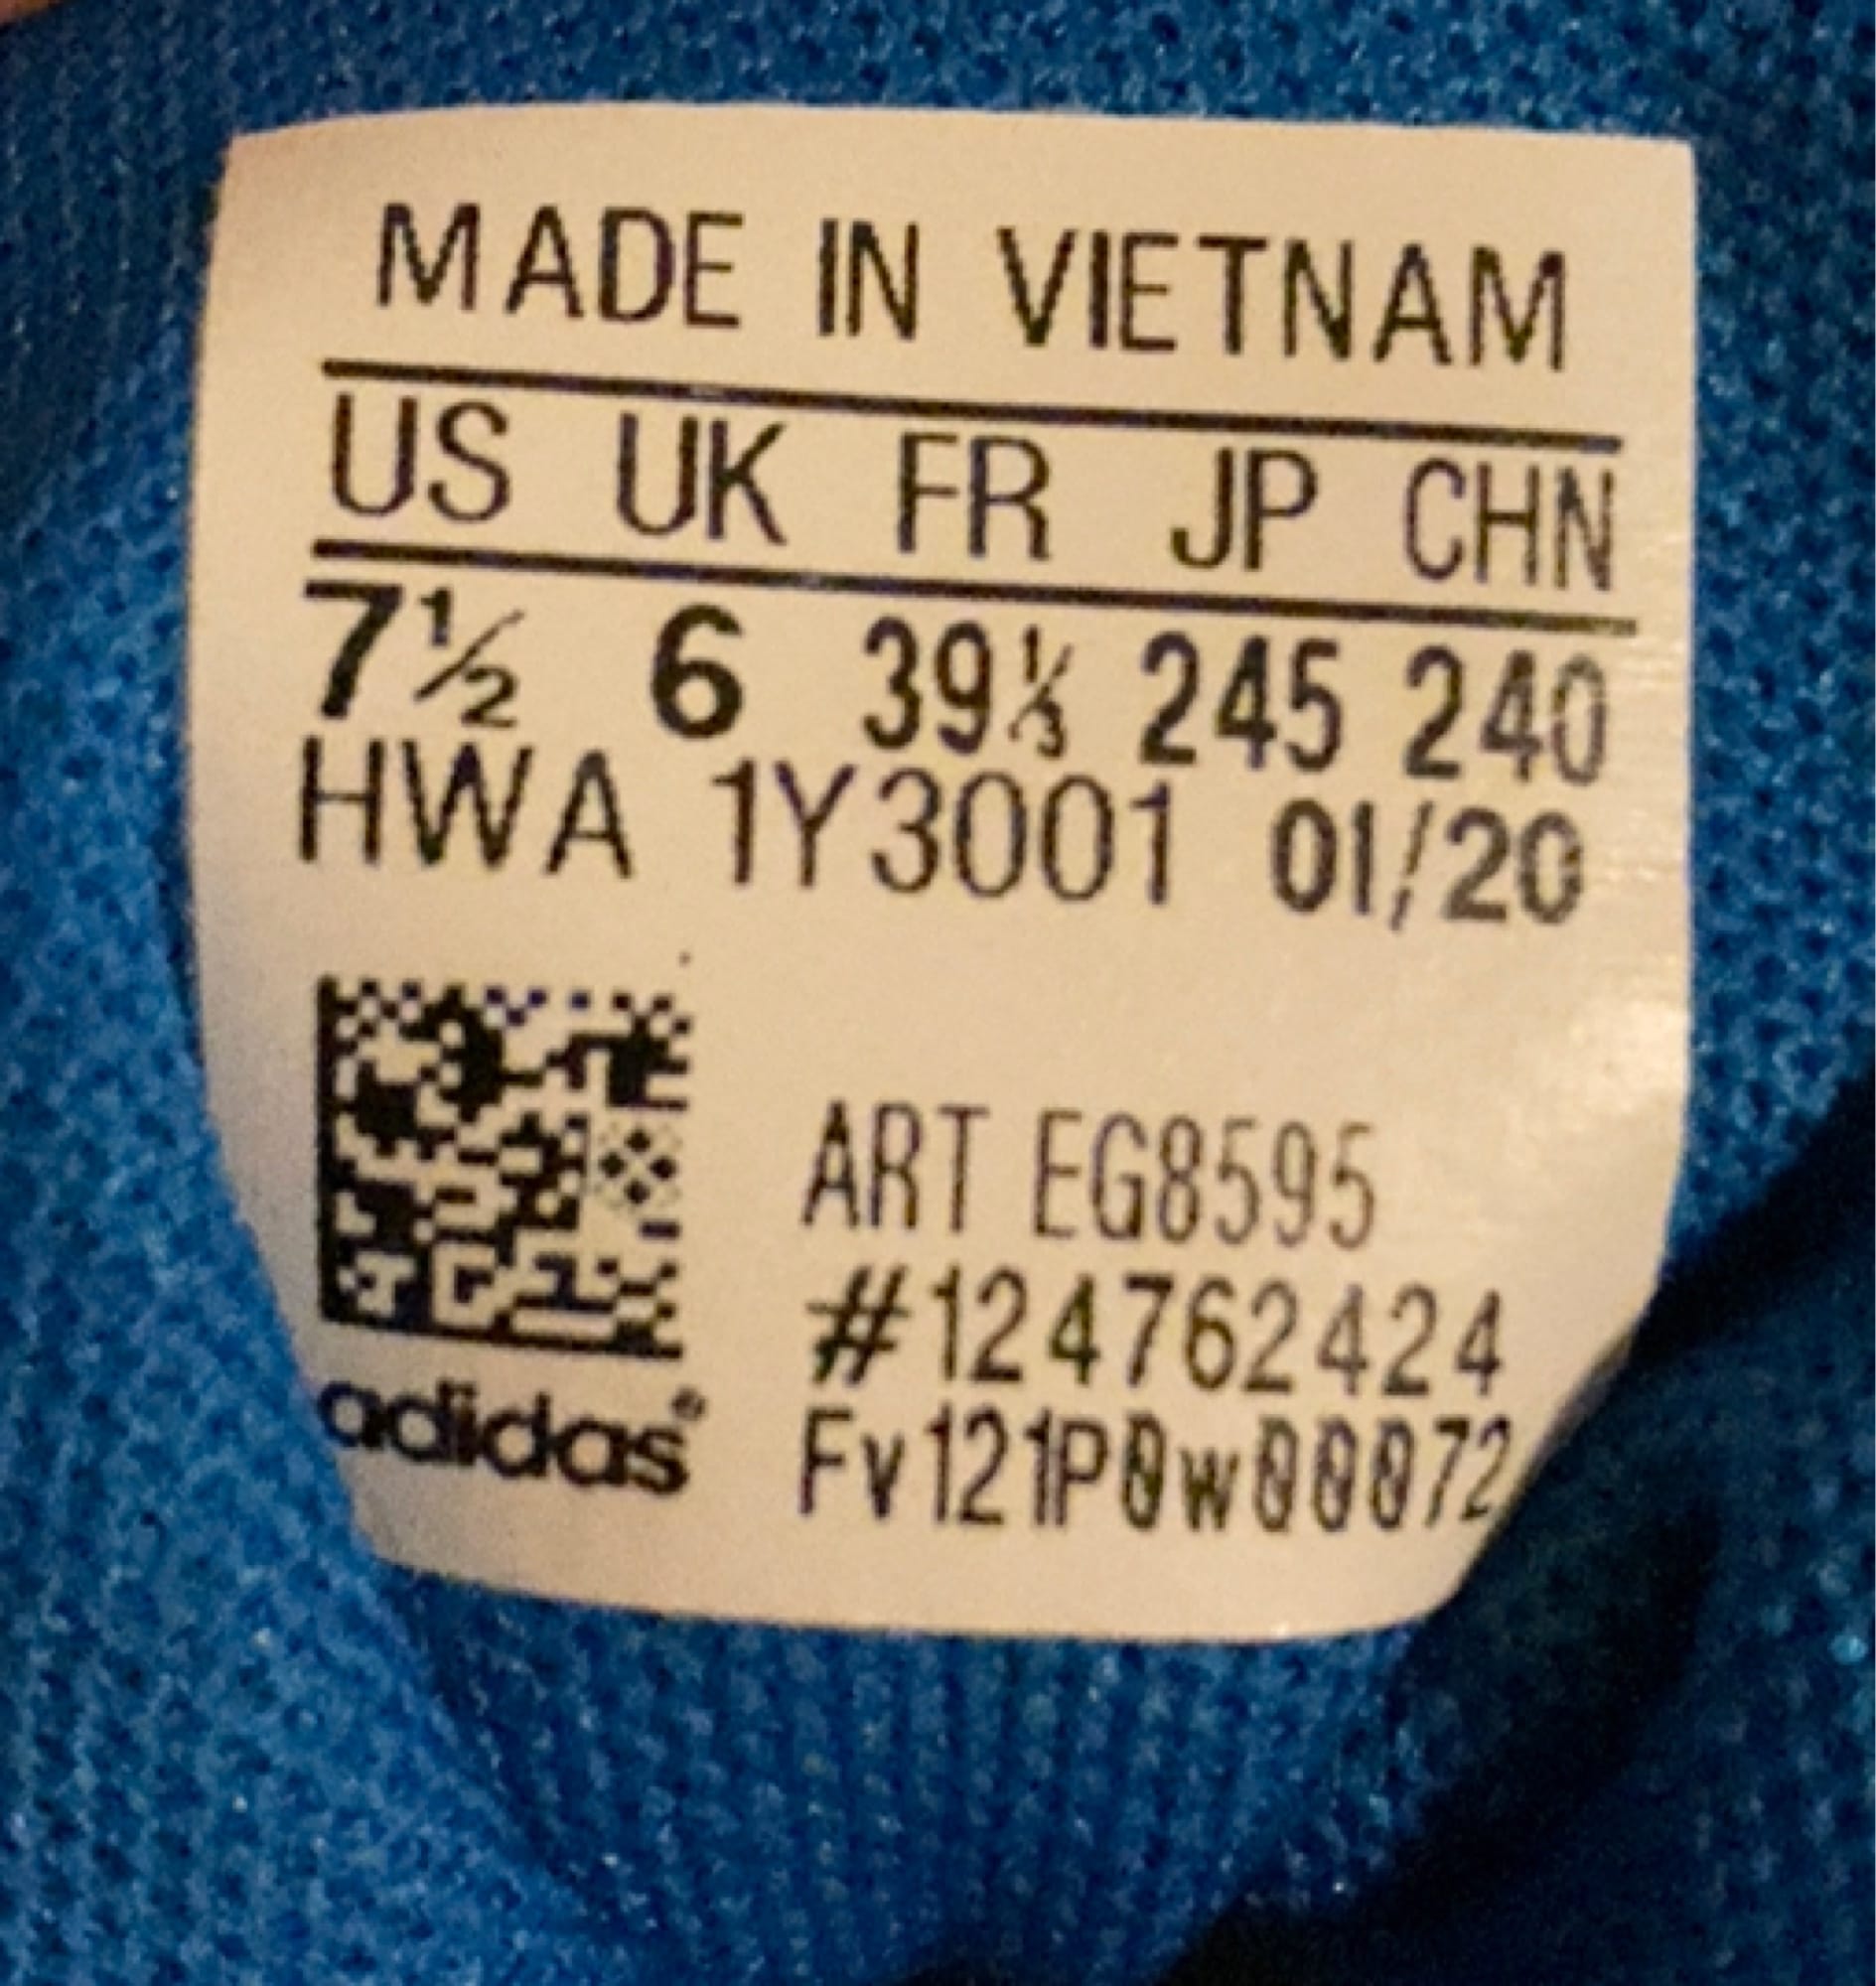 MADE IN VIETNAM
US UK FR JP CHN
7½ 6 39⅓ 245 240
HWA 1Y3001 01/20
ART EG8595
#124762424
adidas®
Fv121P0w00072